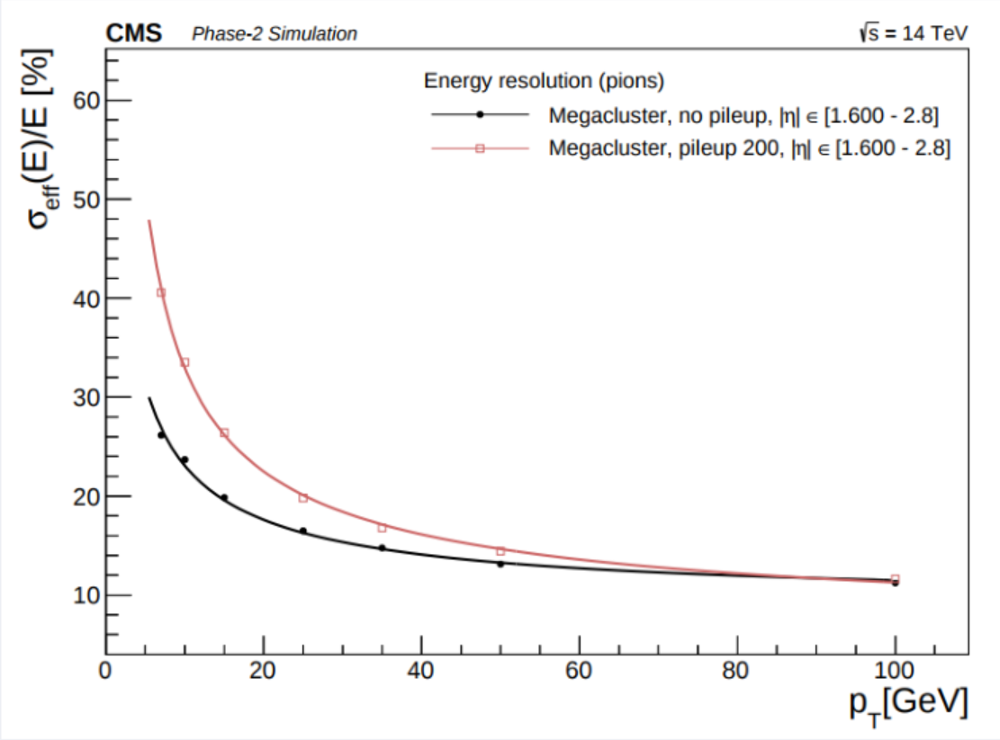 CMS Phase-2 Simulation √s = 14 TeV
σeff(E)/E [%]
Energy resolution (pions)
Megacluster, no pileup, |η| ∈ [1.600 - 2.8]
Megacluster, pileup 200, |η| ∈ [1.600 - 2.8]
60
50
40
30
20
10
0 20 40 60 80 100
pT[GeV]